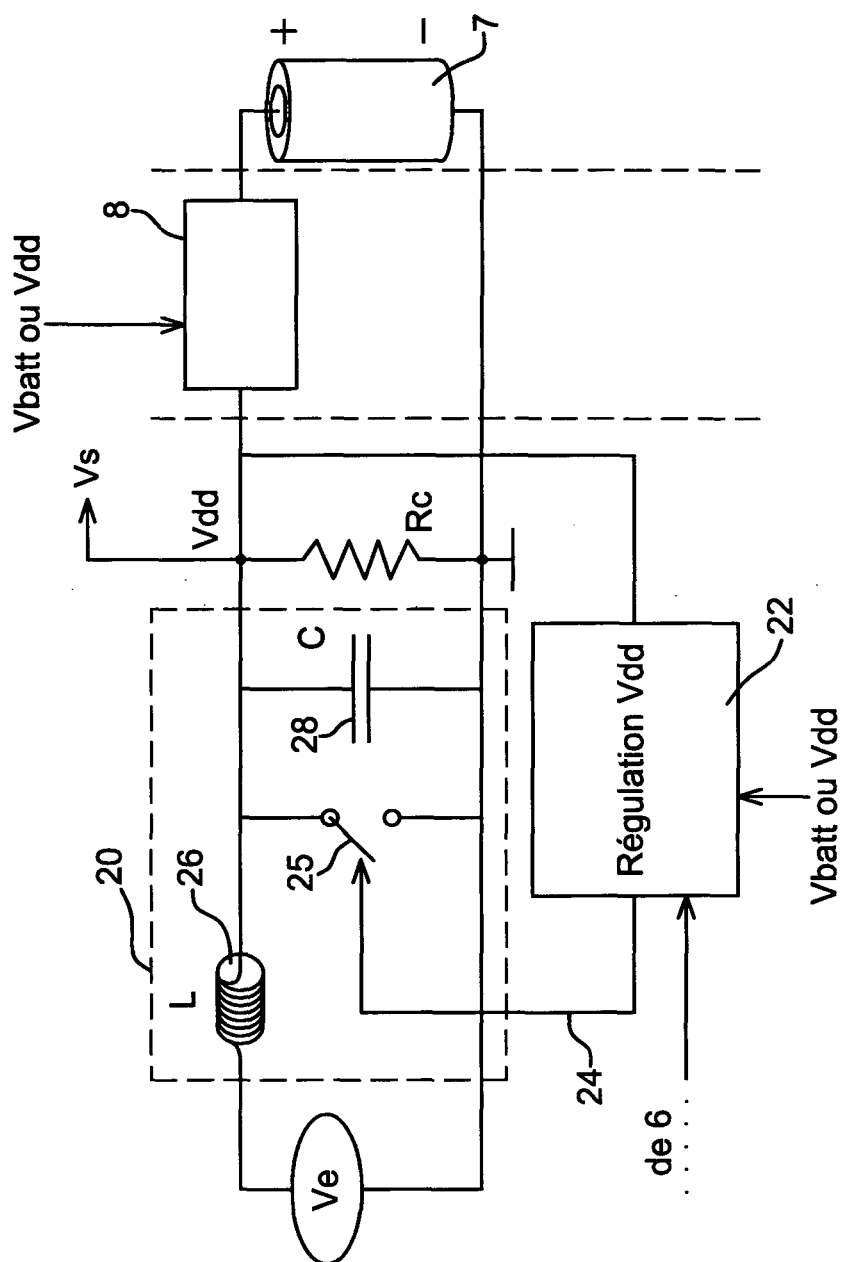 Vbatt ou Vdd
8
+
−
7
Vs
Vdd
Rc
20
26
L
C
28
25
Ve
24
Régulation Vdd
22
de 6
Vbatt ou Vdd